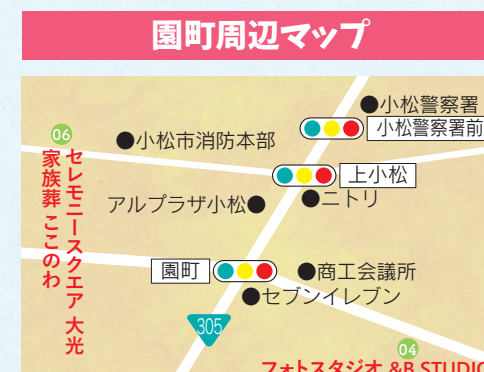 園町周辺マップ
小松警察署
小松警察署前
06
小松市消防本部
セレモニースクエア 大光
家族葬 ここのわ
上小松
アルプラザ小松
ニトリ
園町
商工会議所
セブンイレブン
305
04
フォトスタジオ &B STUDIO